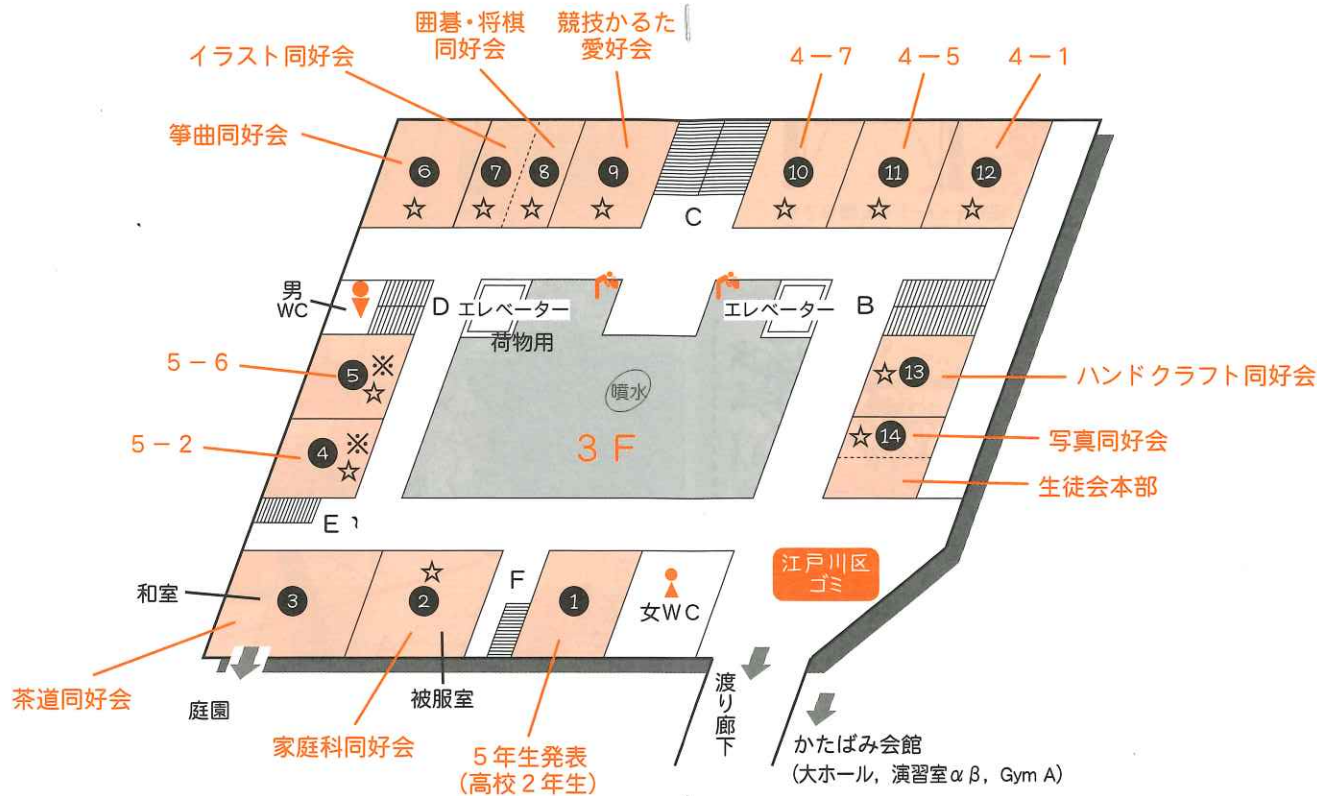 囲碁・将棋
同好会
競技かるた
愛好会
イラスト同好会
4－7
4－5
4－1
箏曲同好会
6
7
8
9
10
11
12
☆
☆
☆
☆
☆
☆
☆
C
男
WC
D
エレベーター
荷物用
エレベーター
B
5－6
5
※
☆
噴水
☆
13
ハンドクラフト同好会
5－2
4
※
☆
3F
☆
14
写真同好会
生徒会本部
E
和室
3
☆
2
F
1
女WC
江戸川区
ゴミ
茶道同好会
庭園
家庭科同好会
被服室
5年生発表
(高校2年生)
渡り廊下
かたばみ会館
(大ホール，演習室αβ，Gym A)